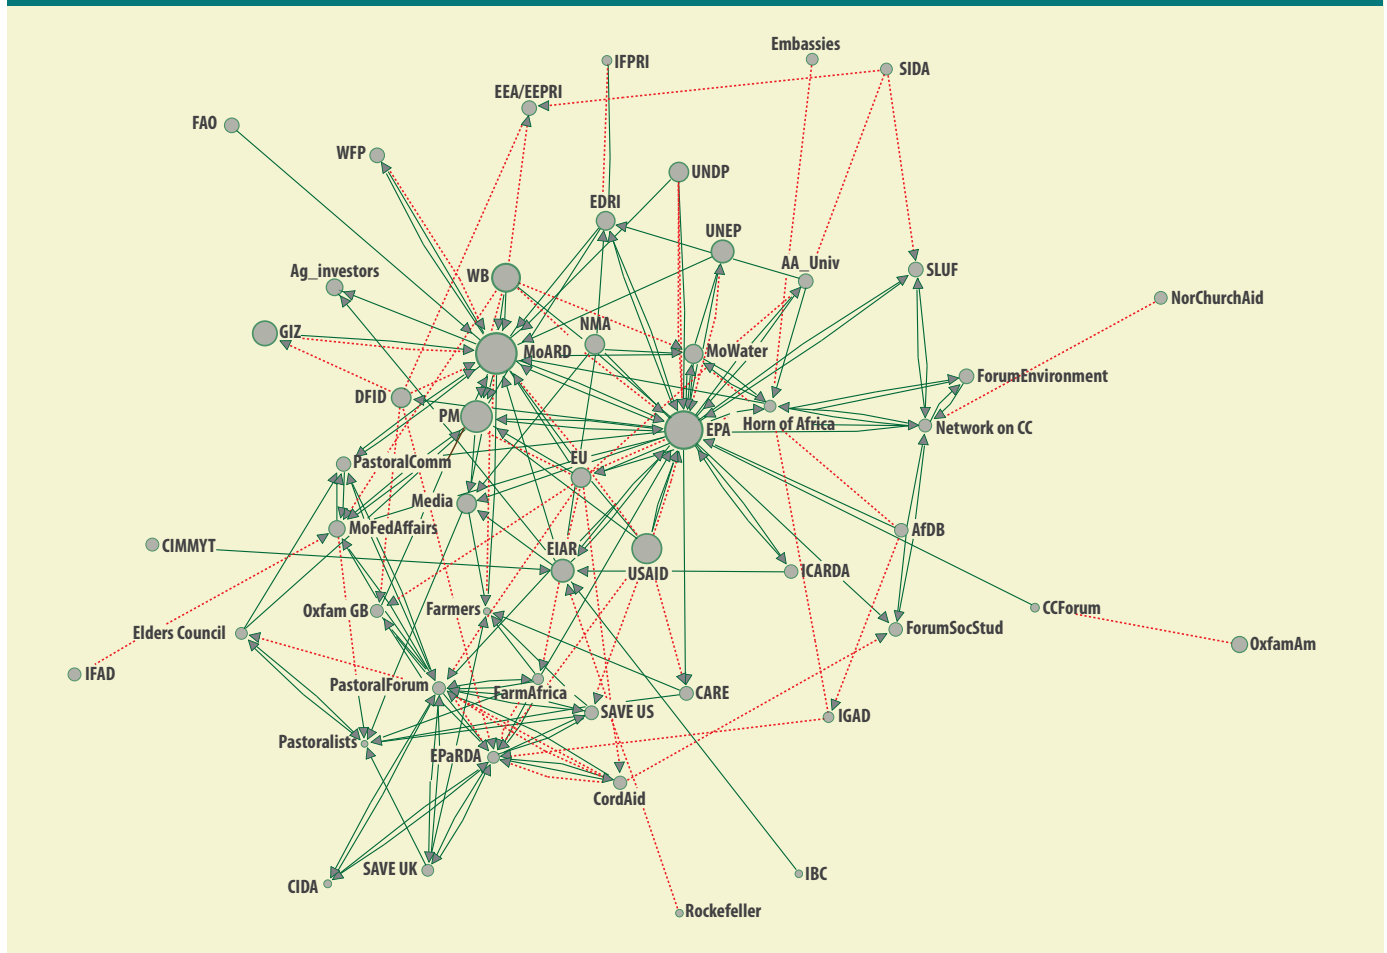 Embassies
IFPRI
SIDA
EEA/EEPRI
FAO
WFP
UNDP
EDRI
UNEP
AA_Univ
SLUF
Ag_investors
WB
NorChurchAid
GIZ
NMA
MoARD
MoWater
ForumEnvironment
DFID
PM
EPA
Horn of Africa
Network on CC
PastoralComm
EU
Media
MoFedAffairs
AfDB
CIMMYT
EIAR
USAID
ICARDA
Oxfam GB
Farmers
CCForum
Elders Council
ForumSocStud
OxfamAm
IFAD
PastoralForum
FarmAfrica
CARE
SAVE US
IGAD
Pastoralists
EPaRDA
CordAid
SAVE UK
CIDA
IBC
Rockefeller